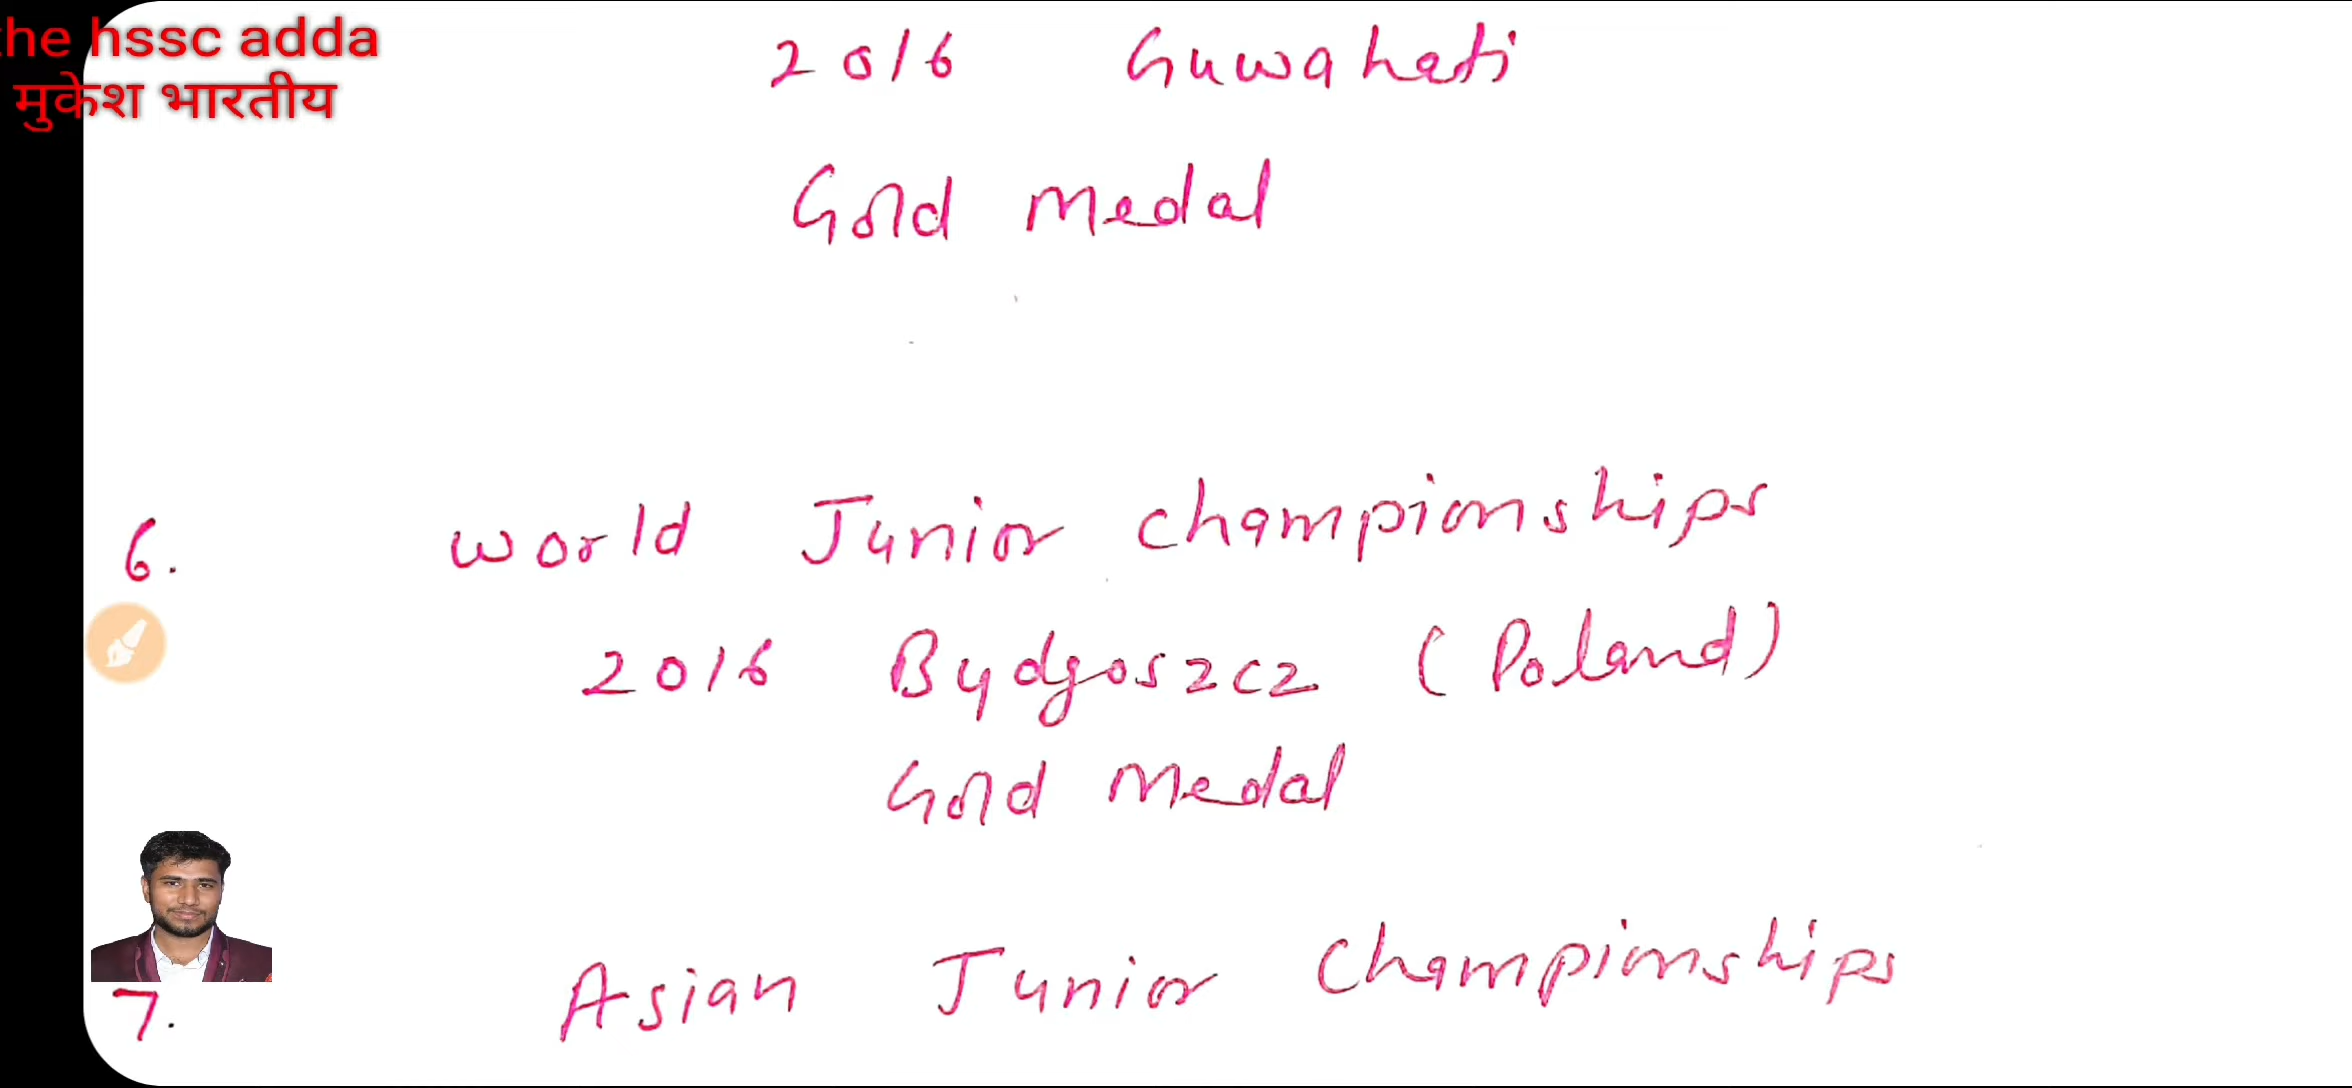 the hssc adda
मुकेश भारतीय
2016 Guwahati
Gold Medal
6. World Junior Championships
2016 Bydgoszcz (Poland)
Gold Medal
7. Asian Junior Championships